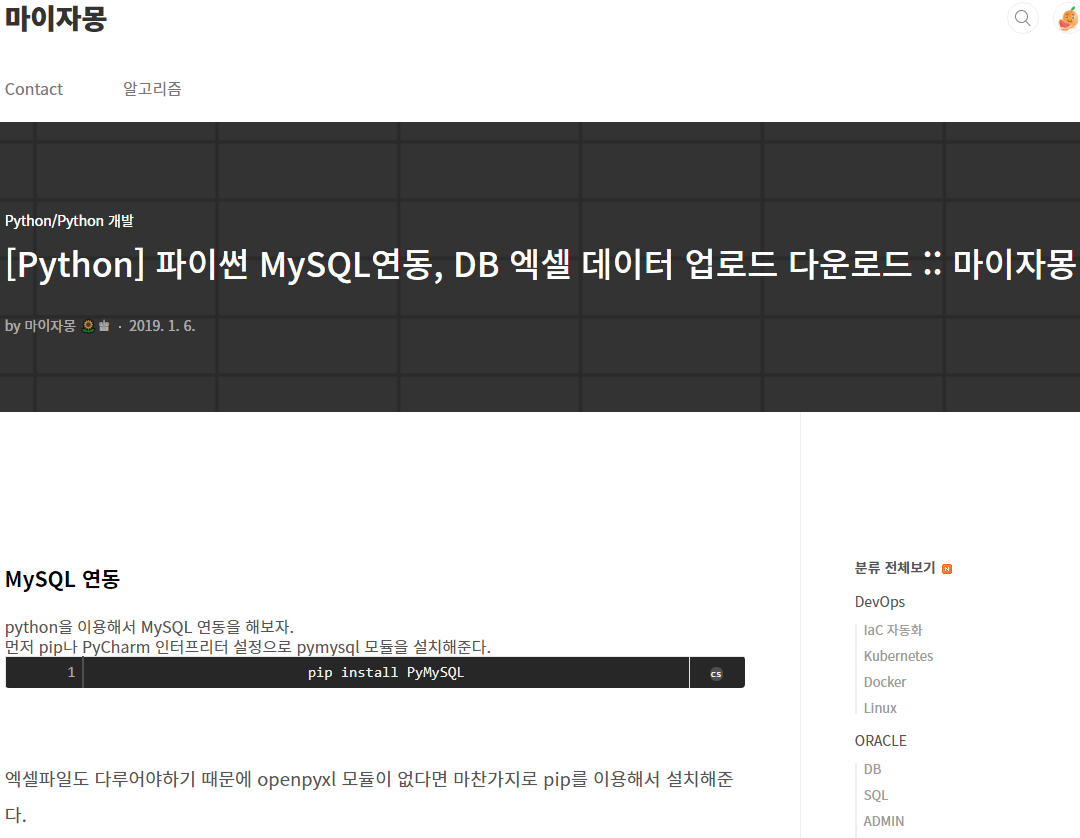 마이자몽
Contact
알고리즘
Python/Python 개발
[Python] 파이썬 MySQL연동, DB 엑셀 데이터 업로드 다운로드 :: 마이자몽
by 마이자몽 🌻 · 2019. 1. 6.
MySQL 연동
python을 이용해서 MySQL 연동을 해보자.
먼저 pip나 PyCharm 인터프리터 설정으로 pymysql 모듈을 설치해준다.
1 pip install PyMySQL cs
엑셀파일도 다루어야하기 때문에 openpyxl 모듈이 없다면 마찬가지로 pip를 이용해서 설치해준
다.
분류 전체보기 N
DevOps
IaC 자동화
Kubernetes
Docker
Linux
ORACLE
DB
SQL
ADMIN